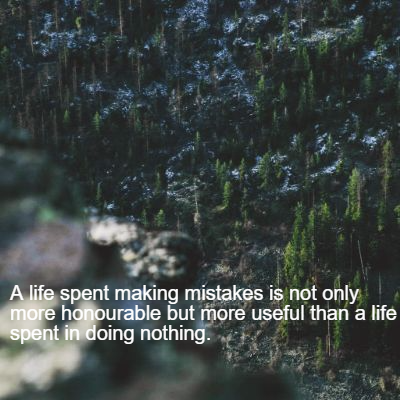 A life spent making mistakes is not only
more honourable but more useful than a life
spent in doing nothing.